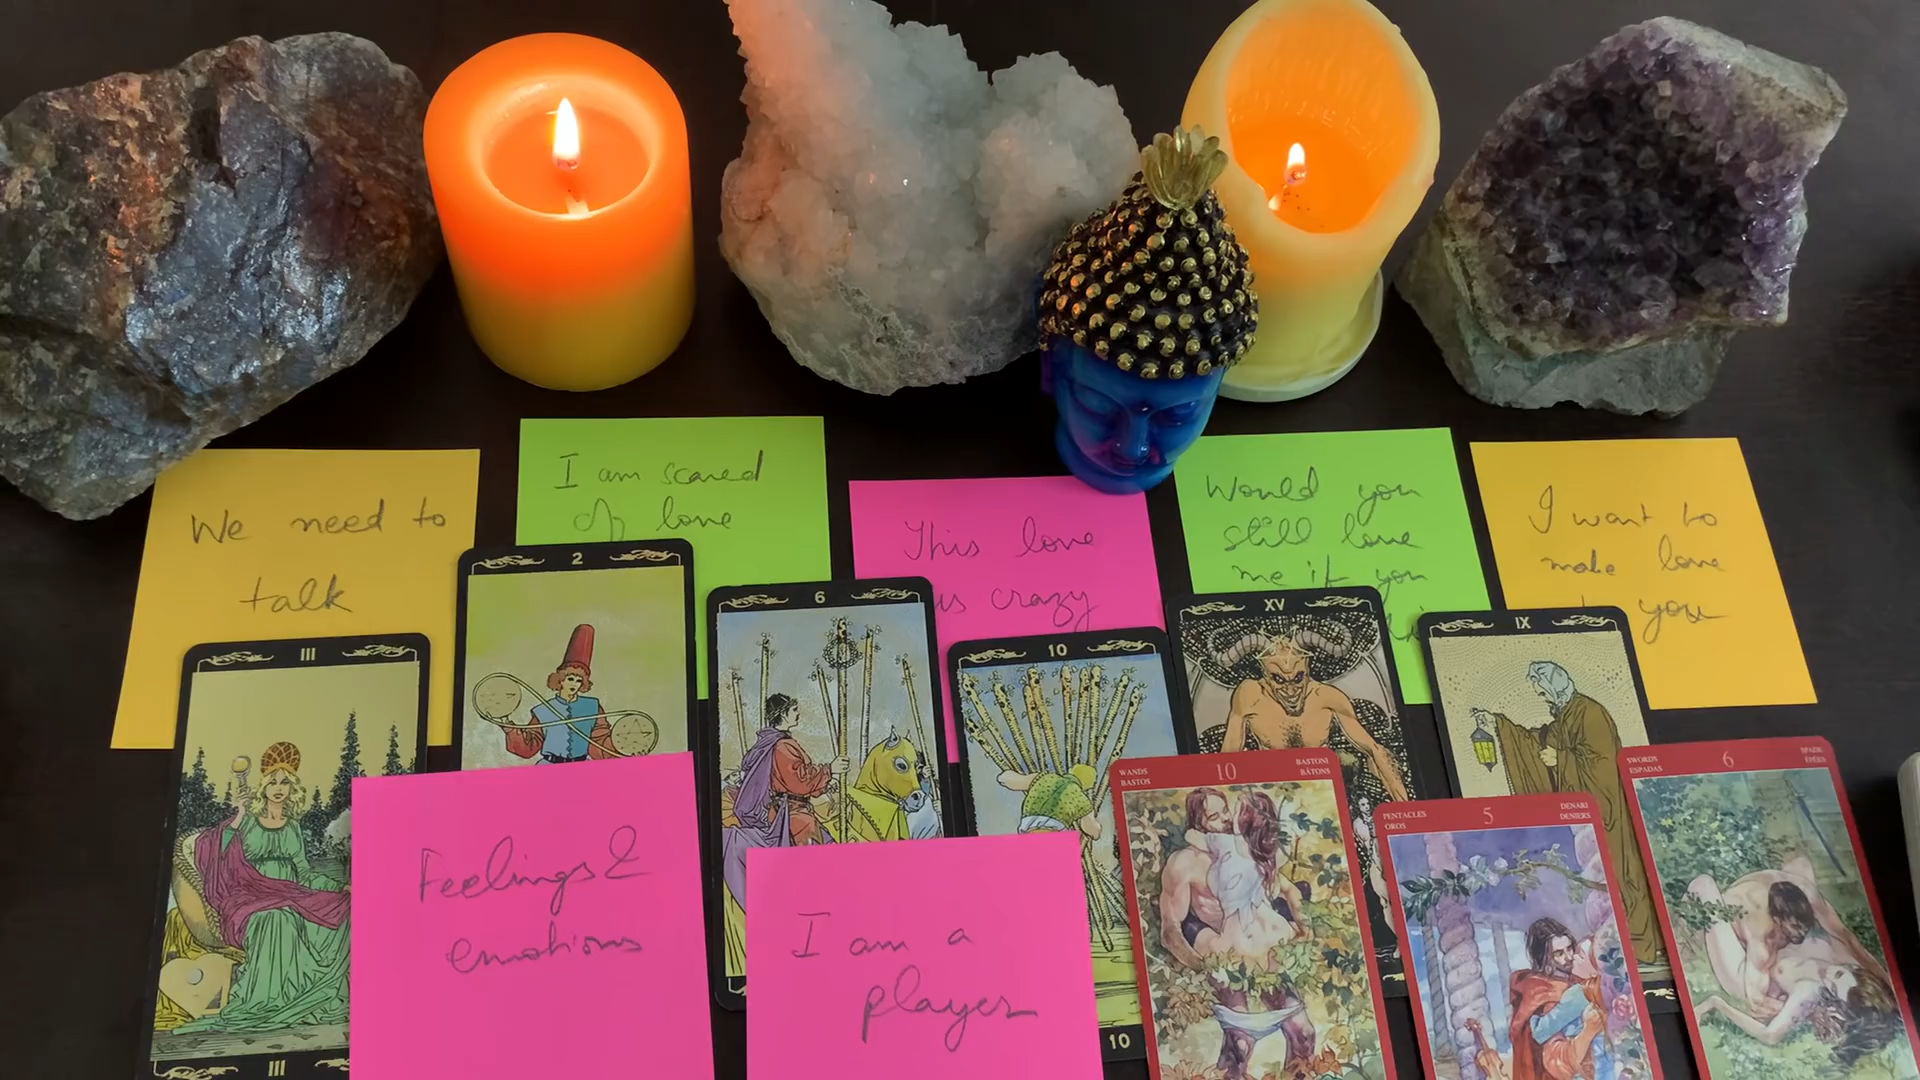 We need to
talk
I am scared
of love
This love
is crazy
Would you
still love
me if you
I want to
make love
you
III
2
6
10
XV
IX
Feelings &
emotions
I am a
player
WANDS
BASTOS
10
BASTONI
BÂTONS
PENTACLES
OROS
5
DENARI
DENIERS
SWORDS
ESPADAS
6
SPADE
ÉPÉES
III
10